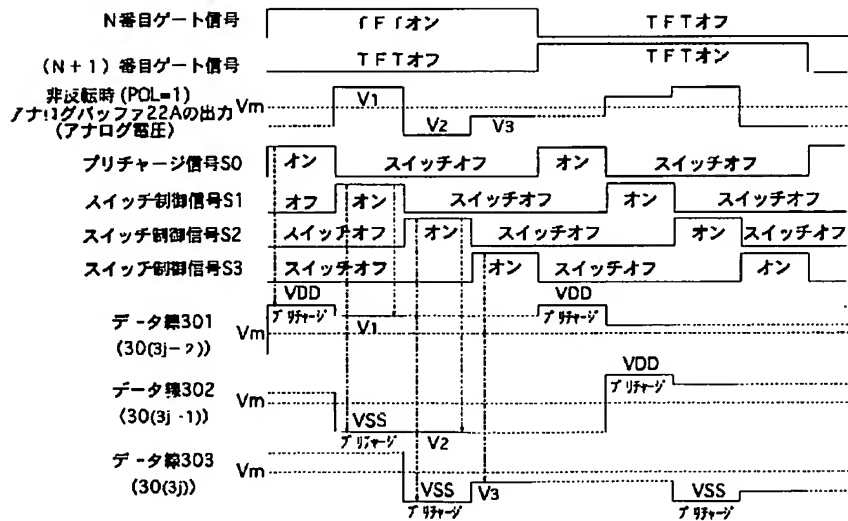 N番目ゲート信号 TFTオン TFTオフ
(N+1)番目ゲート信号 TFTオフ TFTオン
非反転時(POL=1)
アナログバッファ22Aの出力 Vm V1 V2 V3
(アナログ電圧)
プリチャージ信号S0 オン スイッチオフ オン スイッチオフ
スイッチ制御信号S1 オフ オン スイッチオフ オン スイッチオフ
スイッチ制御信号S2 スイッチオフ オン スイッチオフ オン スイッチオフ
スイッチ制御信号S3 スイッチオフ オン スイッチオフ オン
VDD VDD
データ線301 プリチャージ プリチャージ
Vm V1
(30(3j-2))
VDD
データ線302 Vm プリチャージ
(30(3j-1)) VSS
プリチャージ V2
データ線303 Vm
(30(3j)) VSS V3 VSS
プリチャージ プリチャージ